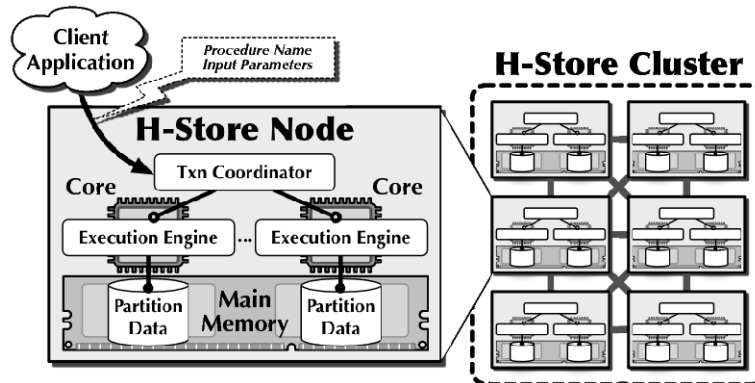 Client
Application
Procedure Name
Input Parameters
H-Store Cluster
H-Store Node
Txn Coordinator
Core
Core
Execution Engine
...
Execution Engine
Partition
Data
Main
Memory
Partition
Data